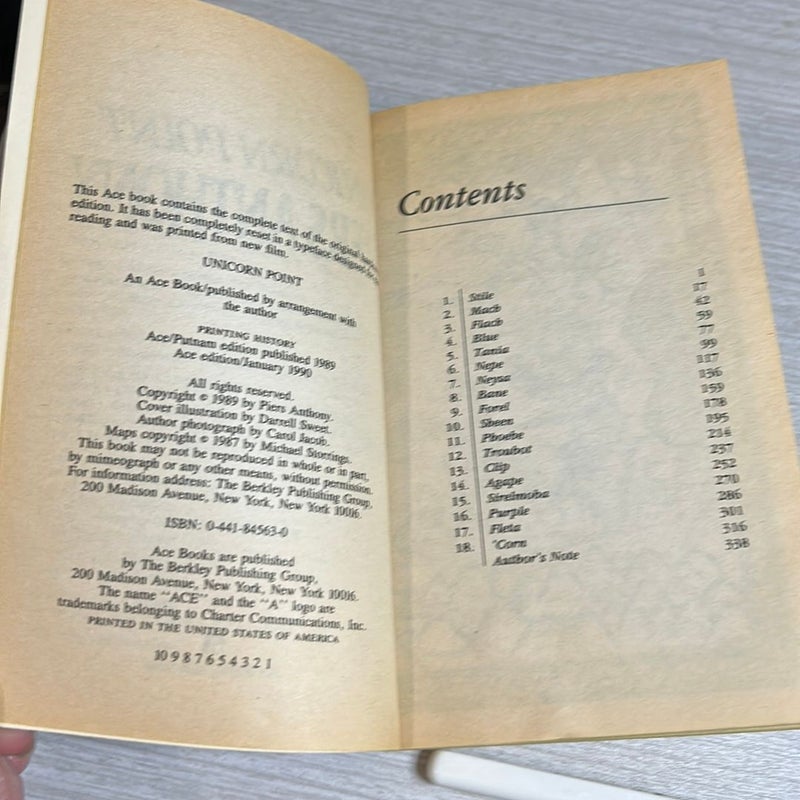 This Ace book contains the complete text of the original
edition. It has been completely reset in a typeface designed for
reading and was printed from new film.
UNICORN POINT
An Ace Book/published by arrangement with
the author
PRINTING HISTORY
Ace/Putnam edition published 1989
Ace edition/January 1990
All rights reserved.
Copyright © 1989 by Piers Anthony.
Cover illustration by Darrell Sweet.
Author photograph by Carol Jacob.
Maps copyright © 1987 by Michael Storrings.
This book may not be reproduced in whole or in part,
by mimeograph or any other means, without permission.
For information address: The Berkley Publishing Group,
200 Madison Avenue, New York, New York 10016.
ISBN: 0-441-84563-0
Ace Books are published
by The Berkley Publishing Group,
200 Madison Avenue, New York, New York 10016.
The name "ACE" and the "A" logo are
trademarks belonging to Charter Communications, Inc.
PRINTED IN THE UNITED STATES OF AMERICA
10 9 8 7 6 5 4 3 2 1
Contents
1. Stile 1
2. Mach 17
3. Flach 42
4. Blue 59
5. Tania 77
6. Nepe 99
7. Neysa 117
8. Bane 136
9. Forel 159
10. Sheen 178
11. Phoebe 195
12. Troubot 214
13. Clip 237
14. Agape 252
15. Sirelmoba 270
16. Purple 286
17. Fleta 301
18. 'Corn 316
Author's Note 338